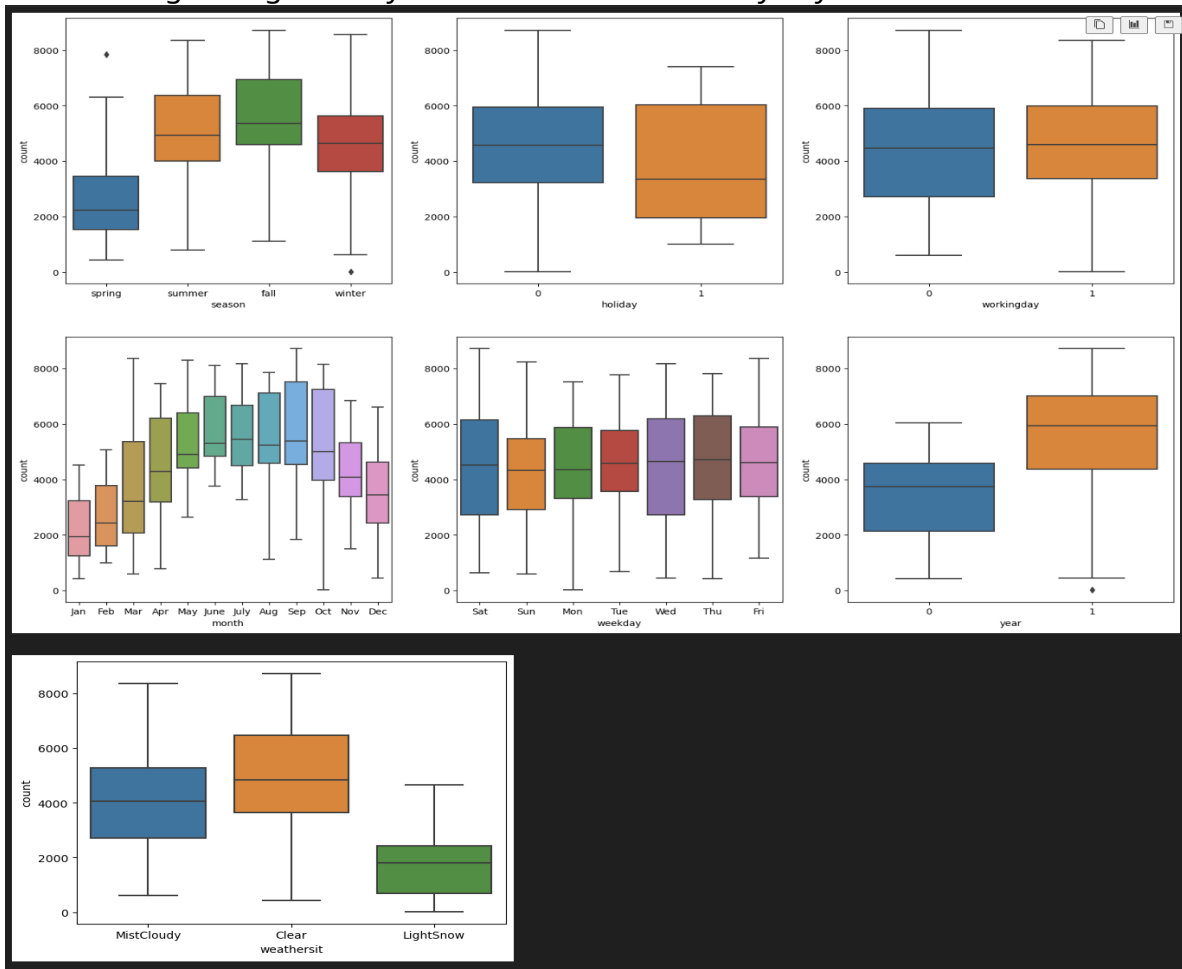 8000 6000 4000 2000 0
count
spring summer fall winter
season
8000 6000 4000 2000 0
count
0 1
holiday
8000 6000 4000 2000 0
count
0 1
workingday
8000 6000 4000 2000 0
count
Jan Feb Mar Apr May June July Aug Sep Oct Nov Dec
month
8000 6000 4000 2000 0
count
Sat Sun Mon Tue Wed Thu Fri
weekday
8000 6000 4000 2000 0
count
0 1
year
8000 6000 4000 2000 0
count
MistCloudy Clear LightSnow
weathersit